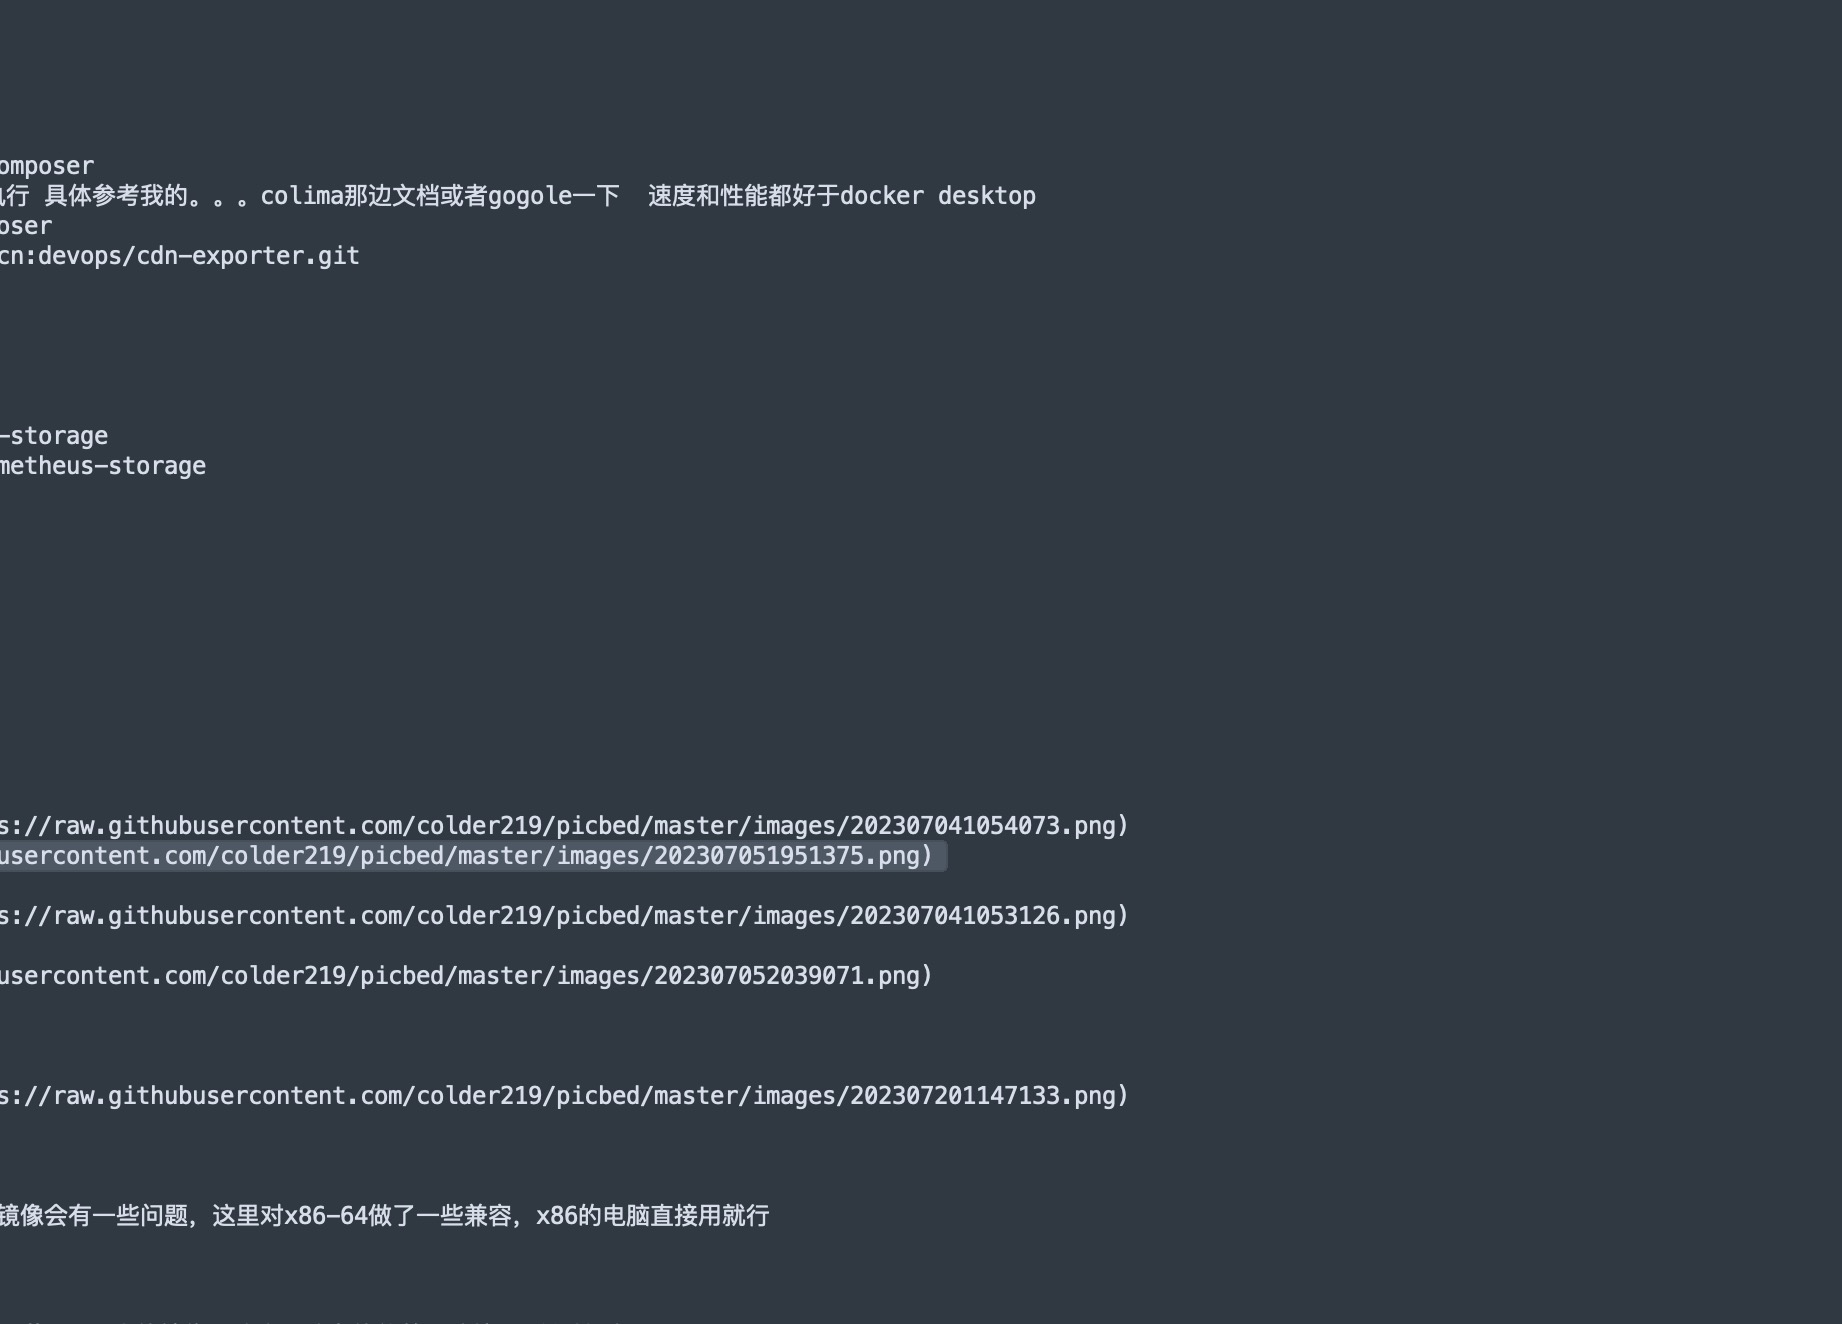 omposer
执行 具体参考我的。。。colima那边文档或者gogole一下  速度和性能都好于docker desktop
oser
cn:devops/cdn-exporter.git
-storage
metheus-storage
s://raw.githubusercontent.com/colder219/picbed/master/images/202307041054073.png)
usercontent.com/colder219/picbed/master/images/202307051951375.png)
s://raw.githubusercontent.com/colder219/picbed/master/images/202307041053126.png)
usercontent.com/colder219/picbed/master/images/202307052039071.png)
s://raw.githubusercontent.com/colder219/picbed/master/images/202307201147133.png)
镜像会有一些问题，这里对x86-64做了一些兼容，x86的电脑直接用就行